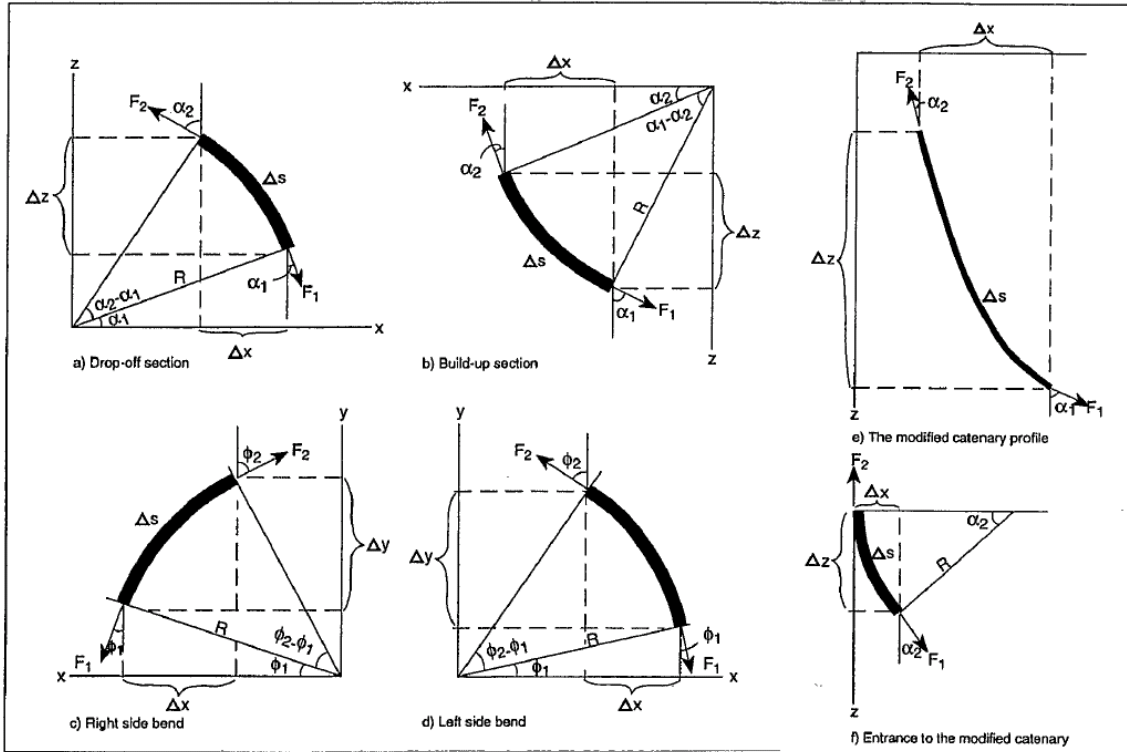 z
F₂
α₂
Δz
Δs
R
α₂-α₁
α₁
α₁
F₁
x
Δx
a) Drop-off section
Δx
x
α₂
F₂
α₁-α₂
α₂
R
Δz
Δs
F₁
α₁
z
b) Build-up section
Δx
F₂
α₂
Δz
Δs
α₁
F₁
z
e) The modified catenary profile
y
ϕ₂
F₂
Δs
Δy
R
ϕ₂-ϕ₁
ϕ₁
F₁
ϕ₁
x
Δx
c) Right side bend
y
F₂
ϕ₂
Δy
R
ϕ₂-ϕ₁
ϕ₁
ϕ₁
F₁
x
Δx
d) Left side bend
F₂
Δx
α₂
Δz
Δs
R
α₂
F₁
z
f) Entrance to the modified catenary